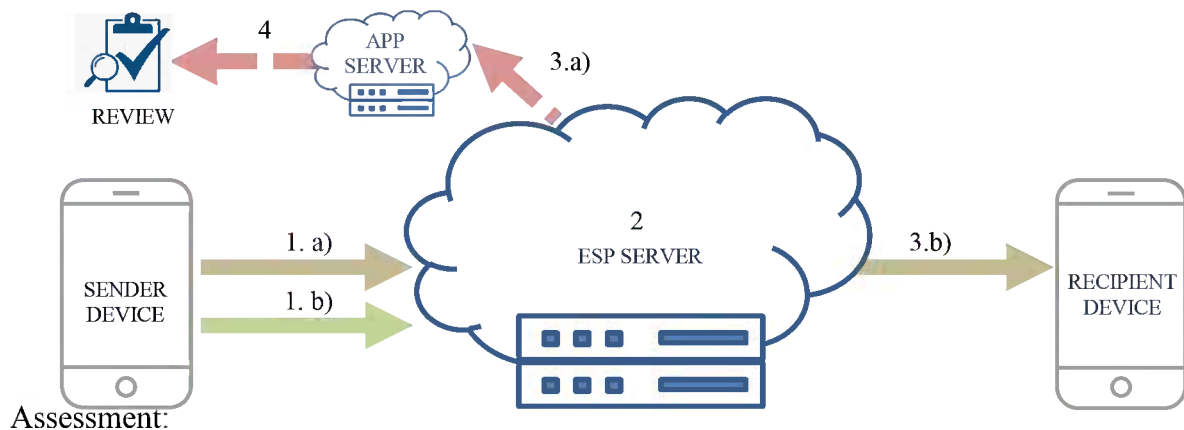 4
APP
SERVER
3.a)
REVIEW
2
ESP SERVER
1. a)
3.b)
SENDER
DEVICE
1. b)
RECIPIENT
DEVICE
Assessment: